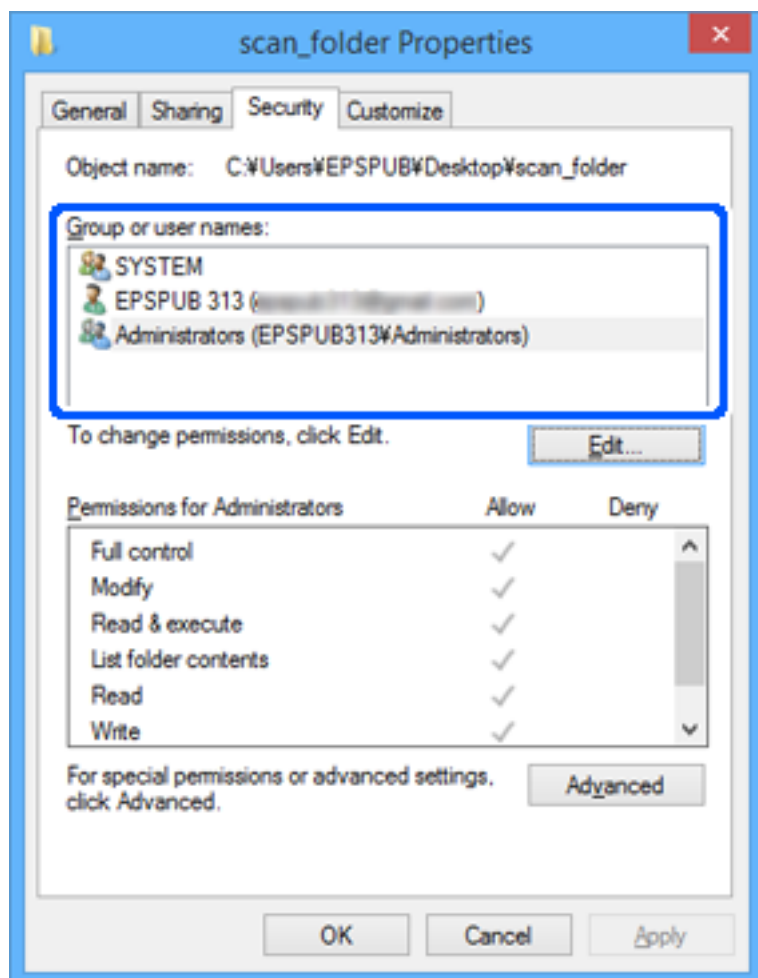 scan_folder Properties
General Sharing Security Customize
Object name: C:¥Users¥EPSPUB¥Desktop¥scan_folder
Group or user names:
SYSTEM
EPSPUB 313 ( )
Administrators (EPSPUB313¥Administrators)
To change permissions, click Edit.
Edit...
Permissions for Administrators Allow Deny
Full control
Modify
Read & execute
List folder contents
Read
Write
For special permissions or advanced settings,
click Advanced.
Advanced
OK Cancel Apply